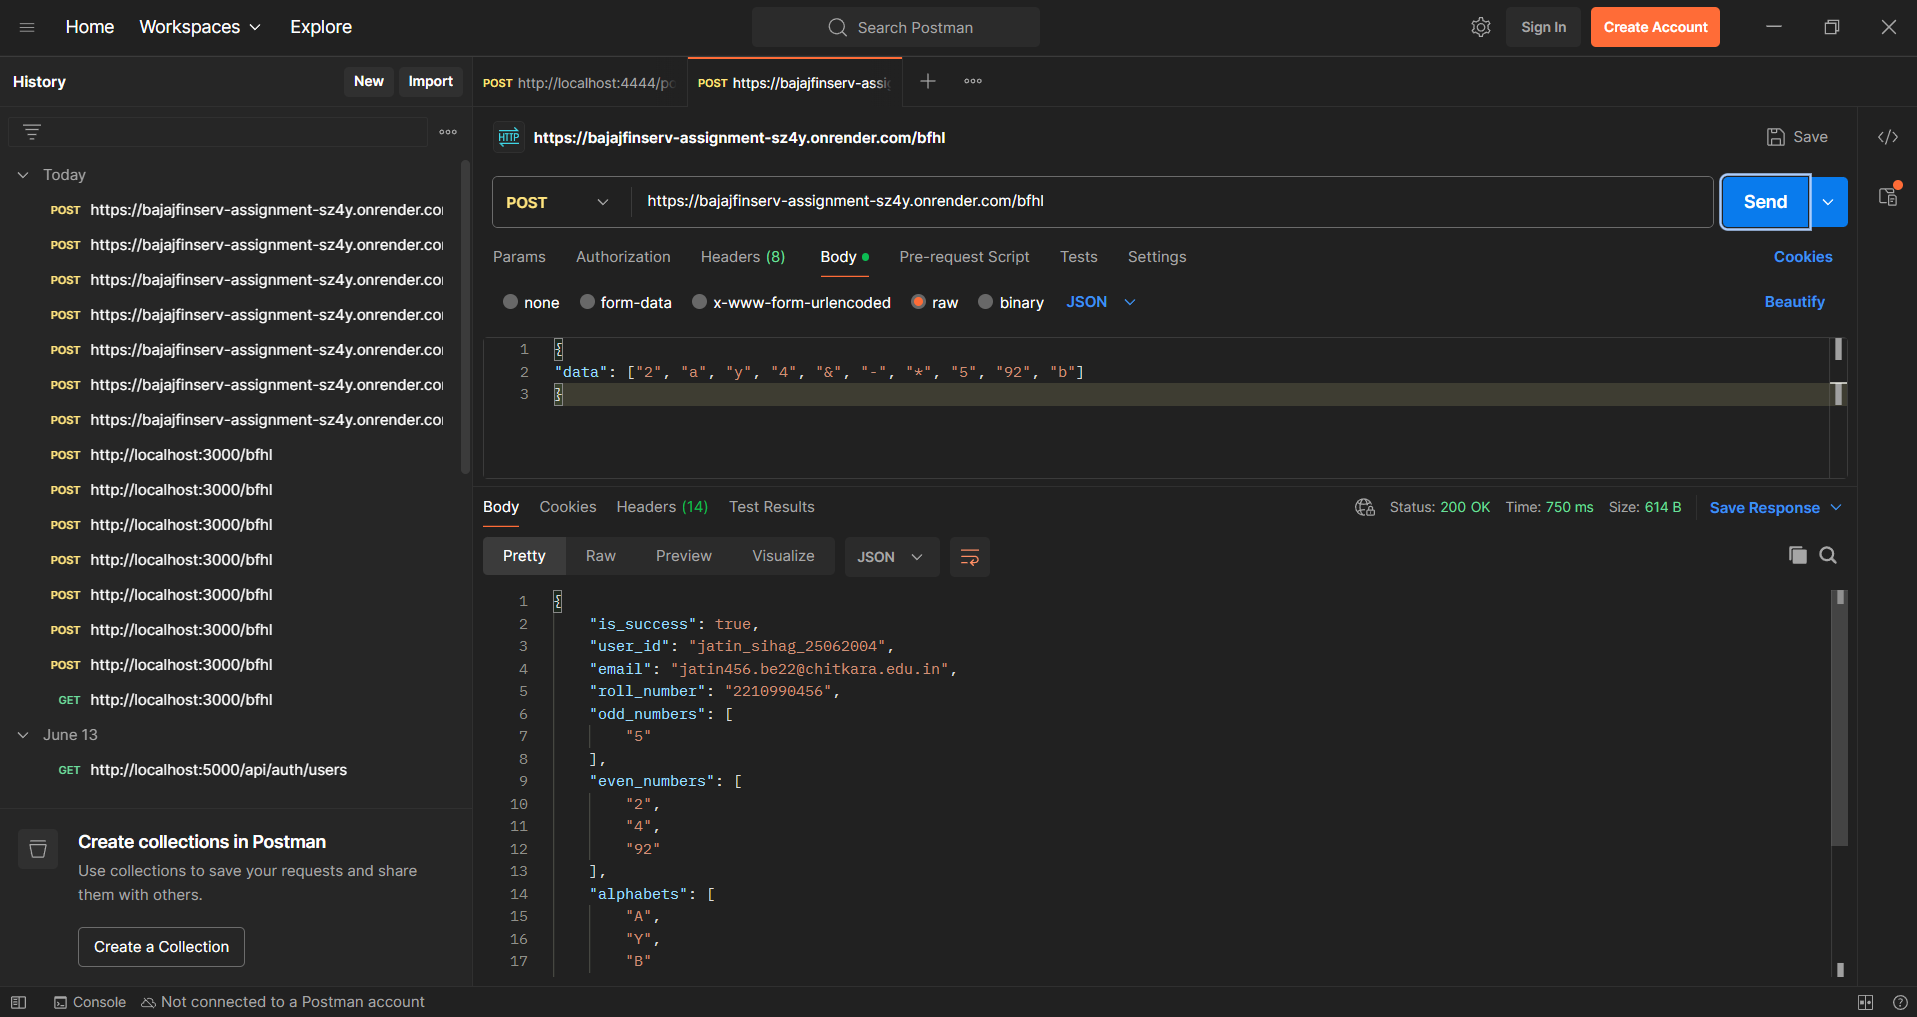 Home Workspaces Explore Search Postman Sign In Create Account
History New Import
POST http://localhost:4444/po POST https://bajajfinserv-assi
HTTP https://bajajfinserv-assignment-sz4y.onrender.com/bfhl Save
Today
POST https://bajajfinserv-assignment-sz4y.onrender.co
POST https://bajajfinserv-assignment-sz4y.onrender.co
POST https://bajajfinserv-assignment-sz4y.onrender.co
POST https://bajajfinserv-assignment-sz4y.onrender.co
POST https://bajajfinserv-assignment-sz4y.onrender.co
POST https://bajajfinserv-assignment-sz4y.onrender.co
POST https://bajajfinserv-assignment-sz4y.onrender.co
POST http://localhost:3000/bfhl
POST http://localhost:3000/bfhl
POST http://localhost:3000/bfhl
POST http://localhost:3000/bfhl
POST http://localhost:3000/bfhl
POST http://localhost:3000/bfhl
POST http://localhost:3000/bfhl
GET http://localhost:3000/bfhl
June 13
GET http://localhost:5000/api/auth/users
Create collections in Postman
Use collections to save your requests and share
them with others.
Create a Collection
POST https://bajajfinserv-assignment-sz4y.onrender.com/bfhl Send
Params Authorization Headers (8) Body Pre-request Script Tests Settings Cookies
none form-data x-www-form-urlencoded raw binary JSON Beautify
1 {
2 "data": ["2", "a", "y", "4", "&", "-", "*", "5", "92", "b"]
3 }
Body Cookies Headers (14) Test Results Status: 200 OK Time: 750 ms Size: 614 B Save Response
Pretty Raw Preview Visualize JSON
1 {
2 "is_success": true,
3 "user_id": "jatin_sihag_25062004",
4 "email": "jatin456.be22@chitkara.edu.in",
5 "roll_number": "2210990456",
6 "odd_numbers": [
7 "5"
8 ],
9 "even_numbers": [
10 "2",
11 "4",
12 "92"
13 ],
14 "alphabets": [
15 "A",
16 "Y",
17 "B"
Console Not connected to a Postman account